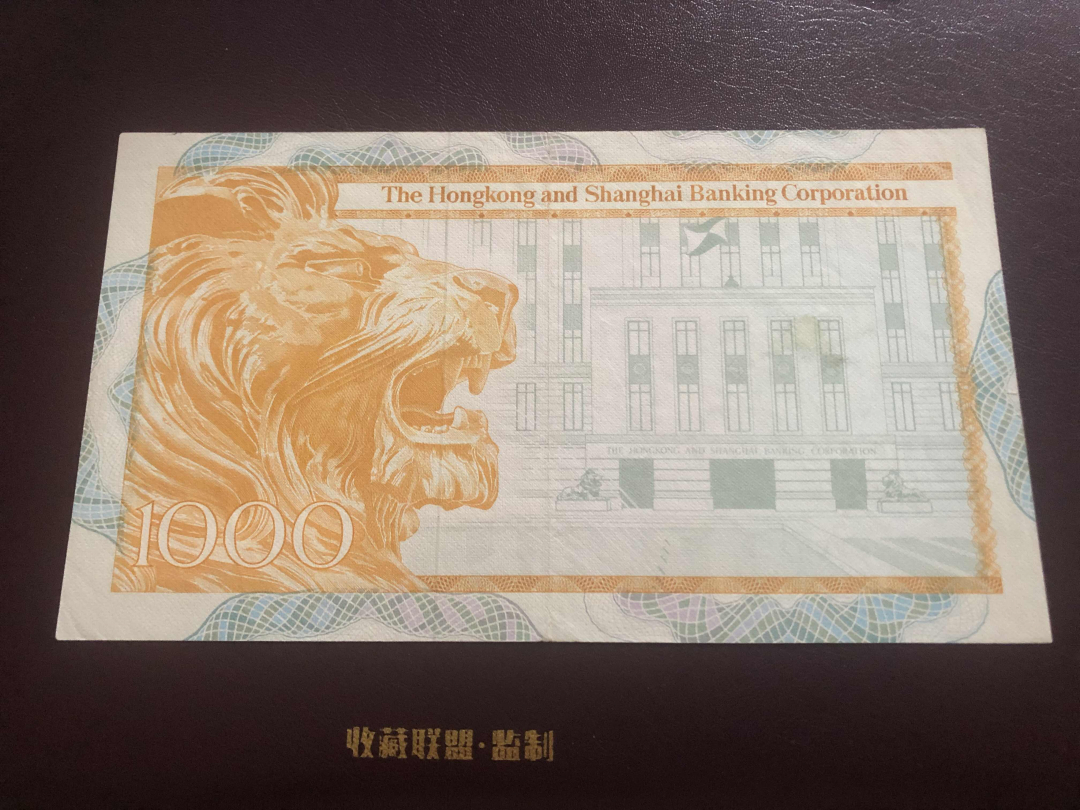 The Hongkong and Shanghai Banking Corporation
THE HONGKONG AND SHANGHAI BANKING CORPORATION
1000
收藏联盟·监制